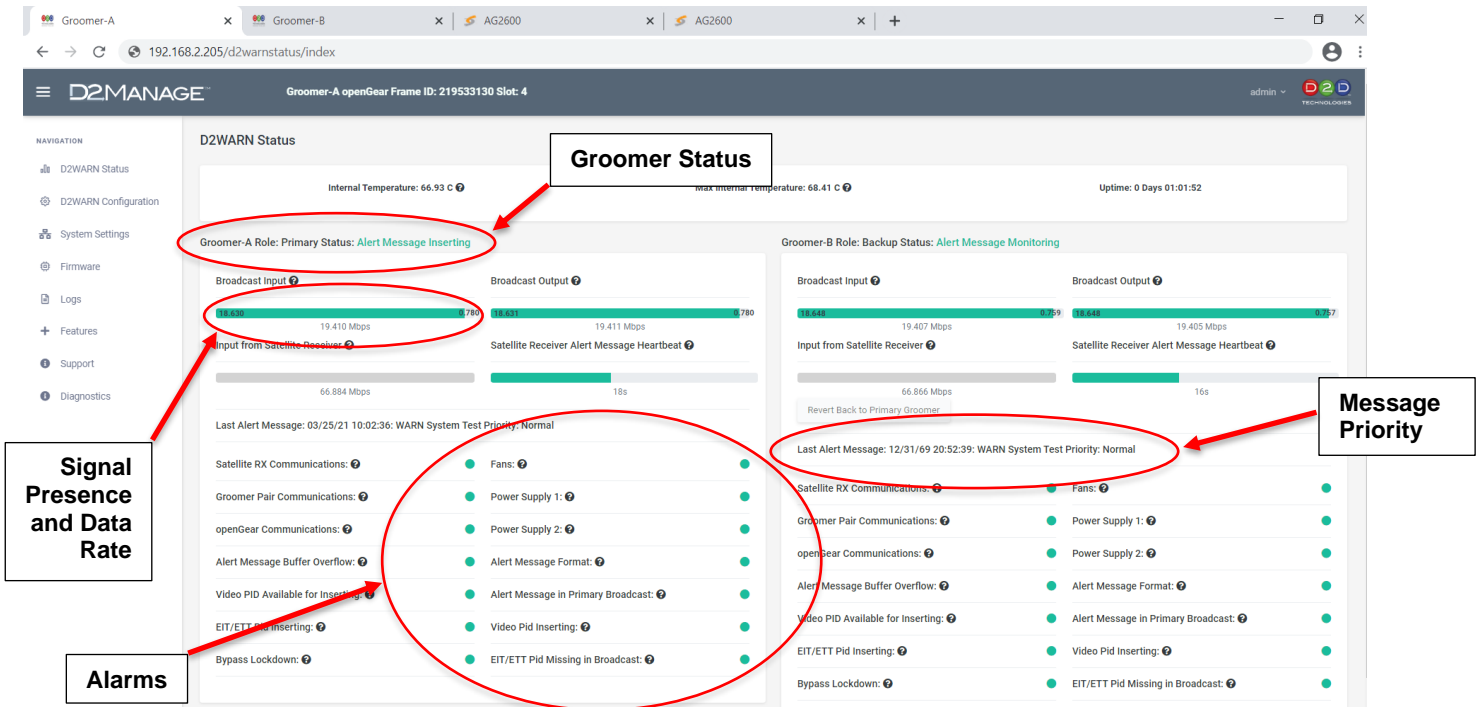 Groomer-A
Groomer-B
AG2600
AG2600
192.168.2.205/d2warnstatus/index
D2MANAGE
Groomer-A openGear Frame ID: 219533130 Slot: 4
admin
D2D
TECHNOLOGIES
NAVIGATION
D2WARN Status
D2WARN Configuration
System Settings
Firmware
Logs
Features
Support
Diagnostics
D2WARN Status
Groomer Status
Internal Temperature: 66.93 C
Max Internal Temperature: 68.41 C
Uptime: 0 Days 01:01:52
Groomer-A Role: Primary Status: Alert Message Inserting
Broadcast Input
Broadcast Output
18.630 0.780
18.631 0.780
19.410 Mbps
19.411 Mbps
Input from Satellite Receiver
Satellite Receiver Alert Message Heartbeat
66.884 Mbps
18s
Last Alert Message: 03/25/21 10:02:36: WARN System Test Priority: Normal
Satellite RX Communications:
Fans:
Groomer Pair Communications:
Power Supply 1:
openGear Communications:
Power Supply 2:
Alert Message Buffer Overflow:
Alert Message Format:
Video PID Available for Inserting:
Alert Message in Primary Broadcast:
EIT/ETT Pid Inserting:
Video Pid Inserting:
Bypass Lockdown:
EIT/ETT Pid Missing in Broadcast:
Groomer-B Role: Backup Status: Alert Message Monitoring
Broadcast Input
Broadcast Output
18.648 0.759
18.648 0.757
19.407 Mbps
19.405 Mbps
Input from Satellite Receiver
Satellite Receiver Alert Message Heartbeat
66.866 Mbps
16s
Revert Back to Primary Groomer
Last Alert Message: 12/31/69 20:52:39: WARN System Test Priority: Normal
Satellite RX Communications:
Fans:
Groomer Pair Communications:
Power Supply 1:
openGear Communications:
Power Supply 2:
Alert Message Buffer Overflow:
Alert Message Format:
Video PID Available for Inserting:
Alert Message in Primary Broadcast:
EIT/ETT Pid Inserting:
Video Pid Inserting:
Bypass Lockdown:
EIT/ETT Pid Missing in Broadcast:
Message
Priority
Signal
Presence
and Data
Rate
Alarms